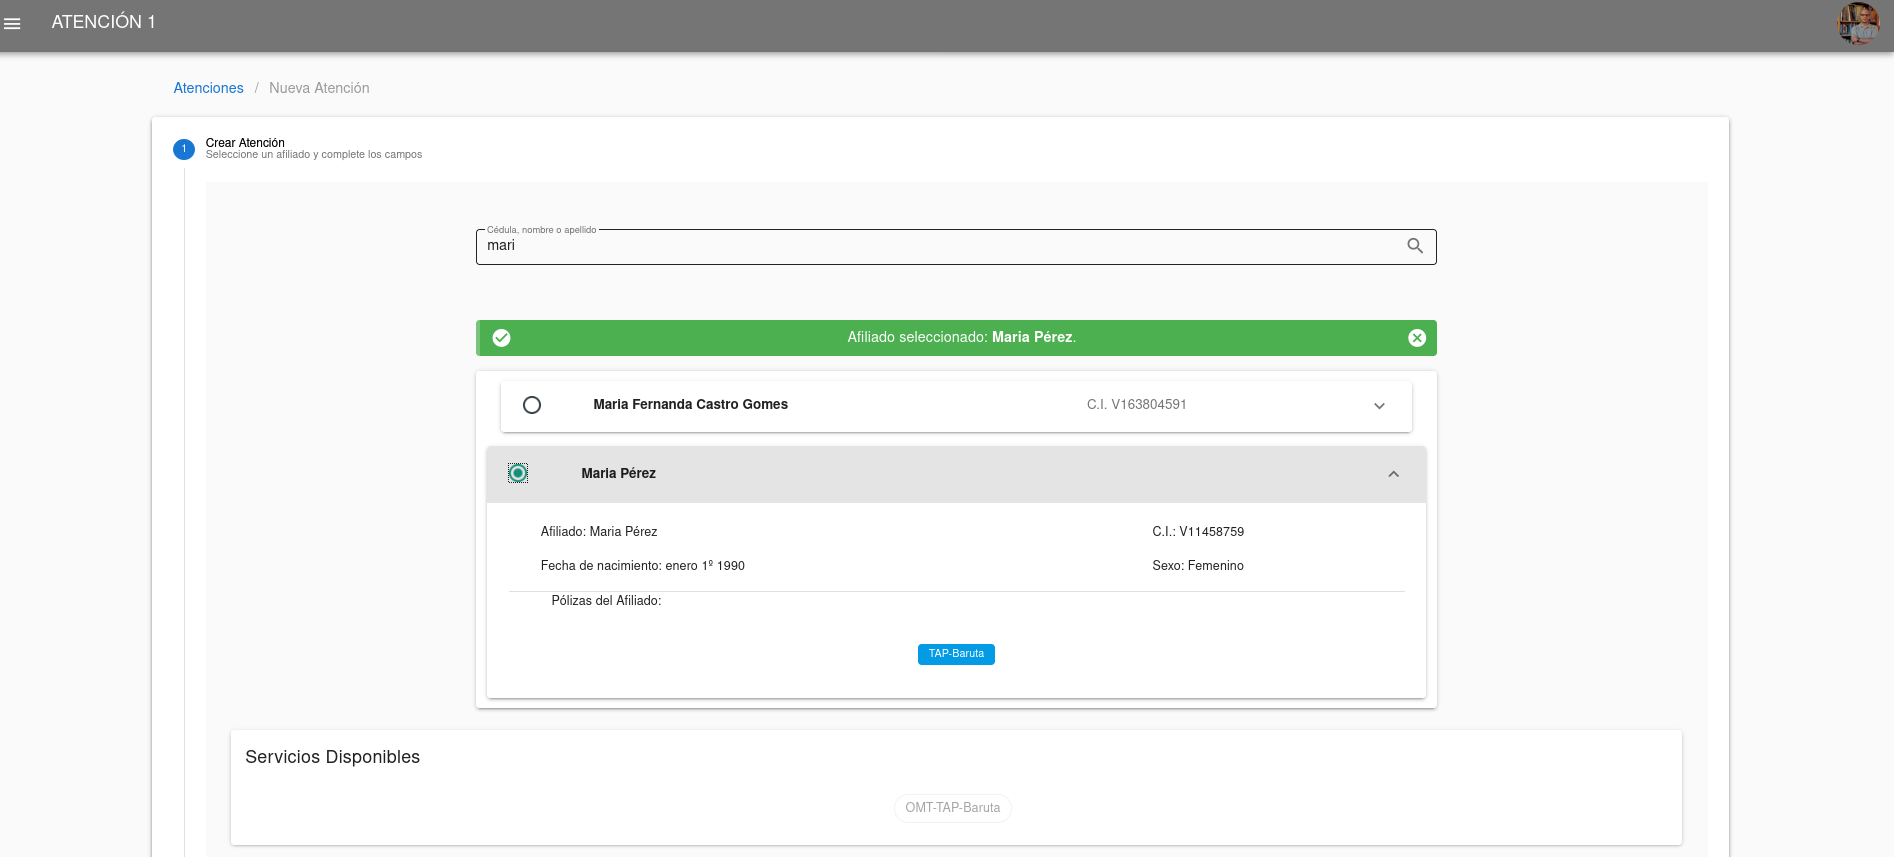 ATENCIÓN 1
Atenciones / Nueva Atención
1
Crear Atención
Seleccione un afiliado y complete los campos
Cédula, nombre o apellido
mari
Afiliado seleccionado: Maria Pérez.
Maria Fernanda Castro Gomes C.I. V163804591
Maria Pérez
Afiliado: Maria Pérez C.I.: V11458759
Fecha de nacimiento: enero 1º 1990 Sexo: Femenino
Pólizas del Afiliado:
TAP-Baruta
Servicios Disponibles
OMT-TAP-Baruta